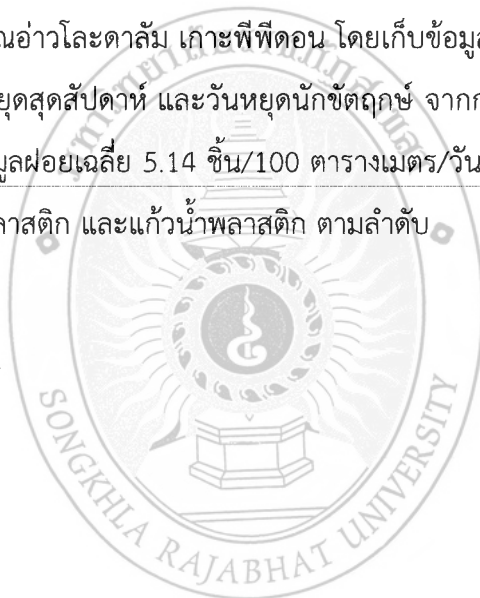 ณอ่าวโละดาลัม เกาะพีพีดอน โดยเก็บข้อมูล
ยุดสุดสัปดาห์ และวันหยุดนักขัตฤกษ์ จาก
มูลฝอยเฉลี่ย 5.14 ชิ้น/100 ตารางเมตร/วัน
ลาสติก และแก้วน้ำพลาสติก ตามลำดับ
SONGKHLA RAJABHAT UNIVERSITY